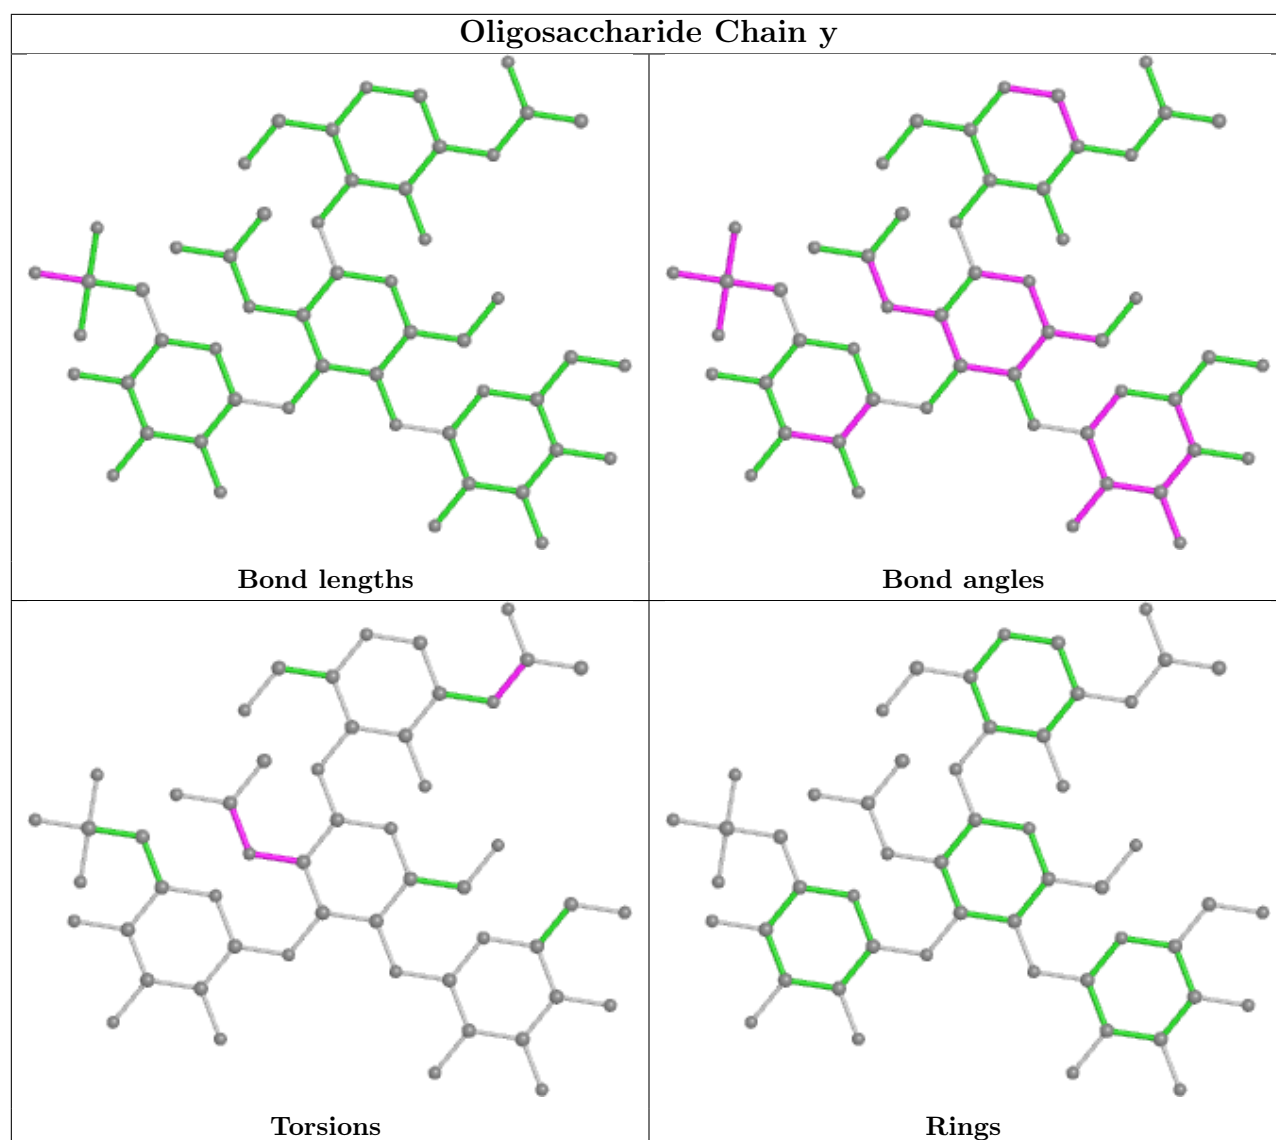 Oligosaccharide Chain y
Bond lengths
Bond angles
Torsions
Rings